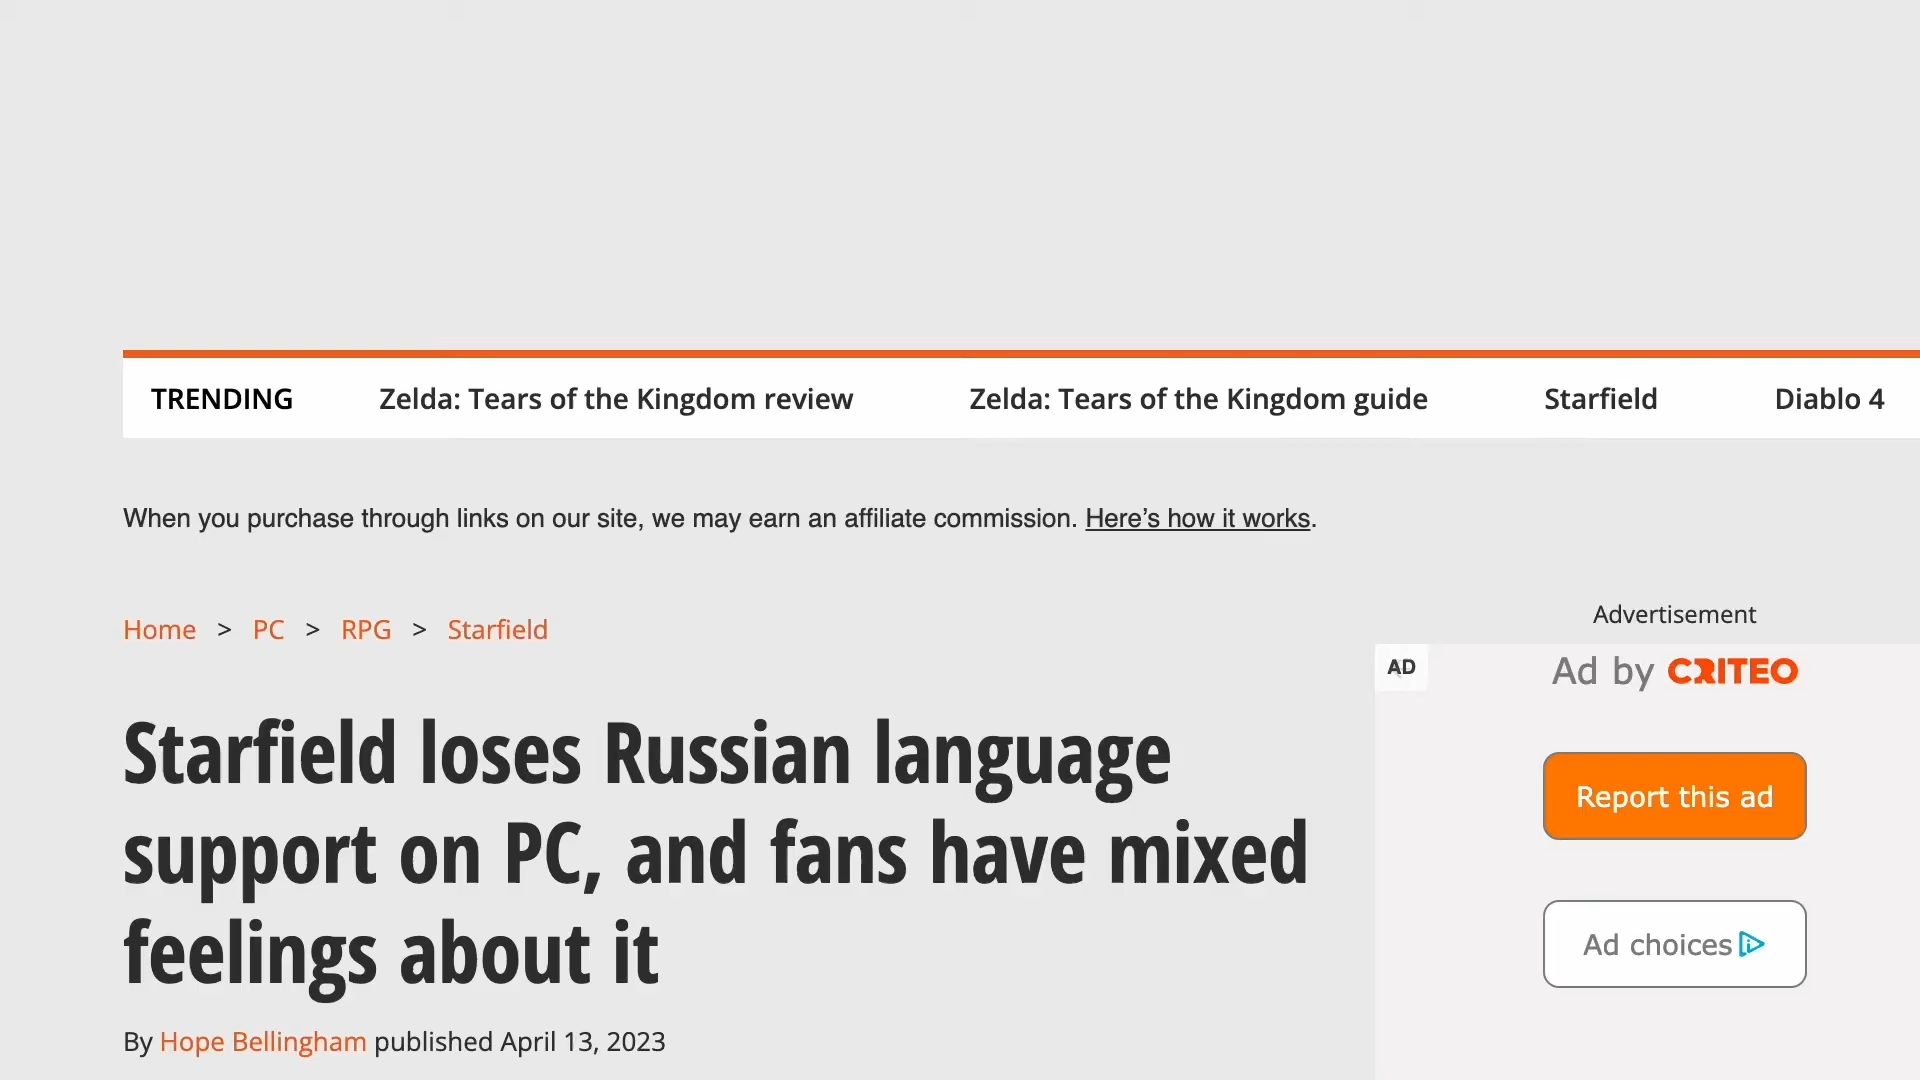 TRENDING Zelda: Tears of the Kingdom review Zelda: Tears of the Kingdom guide Starfield Diablo 4
When you purchase through links on our site, we may earn an affiliate commission. Here’s how it works.
Home > PC > RPG > Starfield
Starfield loses Russian language
support on PC, and fans have mixed
feelings about it
By Hope Bellingham published April 13, 2023
Advertisement
AD
Ad by CRITEO
Report this ad
Ad choices